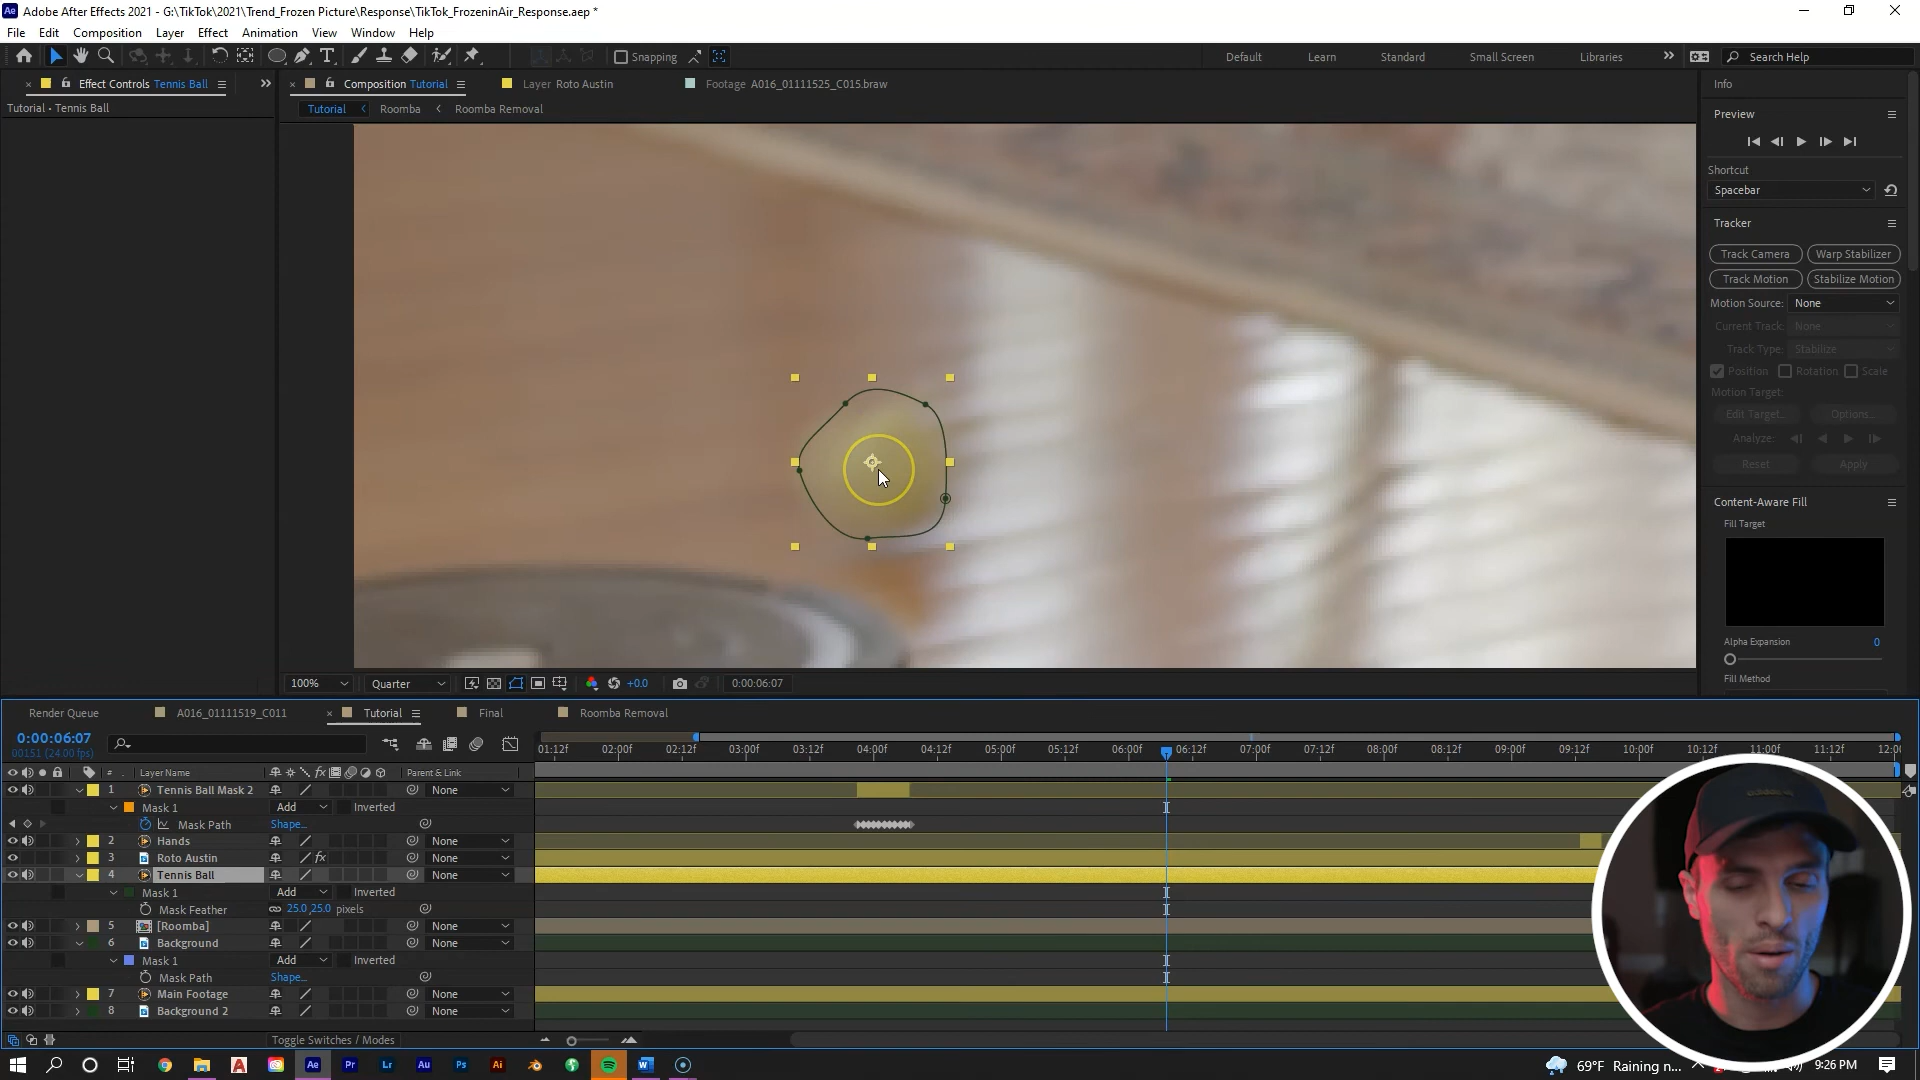 Adobe After Effects 2021 - G:\TikTok\2021\Trend_Frozen Picture\Response\TikTok_FrozeninAir_Response.aep *
File Edit Composition Layer Effect Animation View Window Help
Snapping Default Learn Standard Small Screen Libraries Search Help
Effect Controls Tennis Ball
Composition Tutorial
Layer Roto Austin
Footage A016_01111525_C015.braw
Info
Tutorial • Tennis Ball
Tutorial Roomba Roomba Removal
Preview
Shortcut
Spacebar
Tracker
Track Camera Warp Stabilizer
Track Motion Stabilize Motion
Motion Source: None
Current Track: None
Track Type: Stabilize
Position Rotation Scale
Motion Target:
Edit Target... Options...
Analyze:
Reset Apply
Content-Aware Fill
Fill Target
Alpha Expansion 0
Fill Method
100% Quarter +0.0 0:00:06:07
Render Queue A016_01111519_C011 Tutorial Final Roomba Removal
0:00:06:07
00151 (24.00 fps)
01:12f 02:00f 02:12f 03:00f 03:12f 04:00f 04:12f 05:00f 05:12f 06:00f 06:12f 07:00f 07:12f 08:00f 08:12f 09:00f 09:12f 10:00f 10:12f 11:00f 11:12f 12:0
# Layer Name fx Parent & Link
1 Tennis Ball Mask 2 None
Mask 1 Add Inverted
Mask Path Shape...
2 Hands None
3 Roto Austin fx None
4 Tennis Ball None
Mask 1 Add Inverted
Mask Feather 25.0,25.0 pixels
5 [Roomba] None
6 Background None
Mask 1 Add Inverted
Mask Path Shape...
7 Main Footage None
8 Background 2 None
Toggle Switches / Modes
Ae Pr Lr Au Ps Ai 69°F Raining n... 9:26 PM